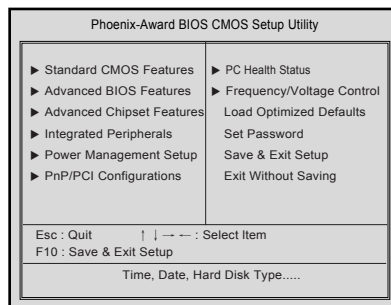 Phoenix-Award BIOS CMOS Setup Utility
▶ Standard CMOS Features
▶ Advanced BIOS Features
▶ Advanced Chipset Features
▶ Integrated Peripherals
▶ Power Management Setup
▶ PnP/PCI Configurations
▶ PC Health Status
▶ Frequency/Voltage Control
Load Optimized Defaults
Set Password
Save & Exit Setup
Exit Without Saving
Esc : Quit ↑ ↓ → ← : Select Item
F10 : Save & Exit Setup
Time, Date, Hard Disk Type.....